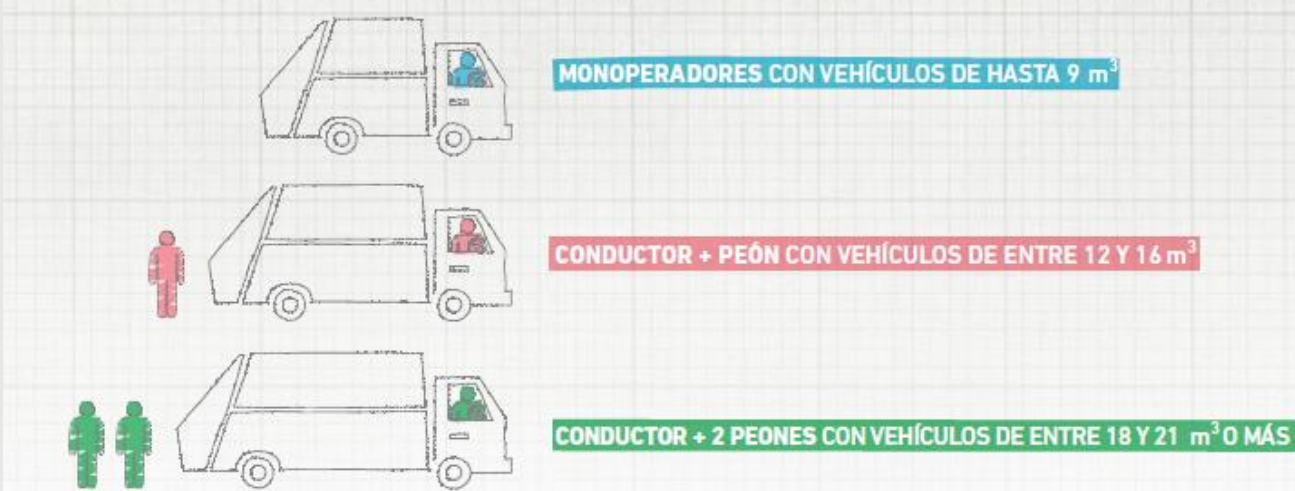 MONOPERADORES CON VEHÍCULOS DE HASTA 9 m³
CONDUCTOR + PEÓN CON VEHÍCULOS DE ENTRE 12 Y 16 m³
CONDUCTOR + 2 PEONES CON VEHÍCULOS DE ENTRE 18 Y 21 m³ O MÁS